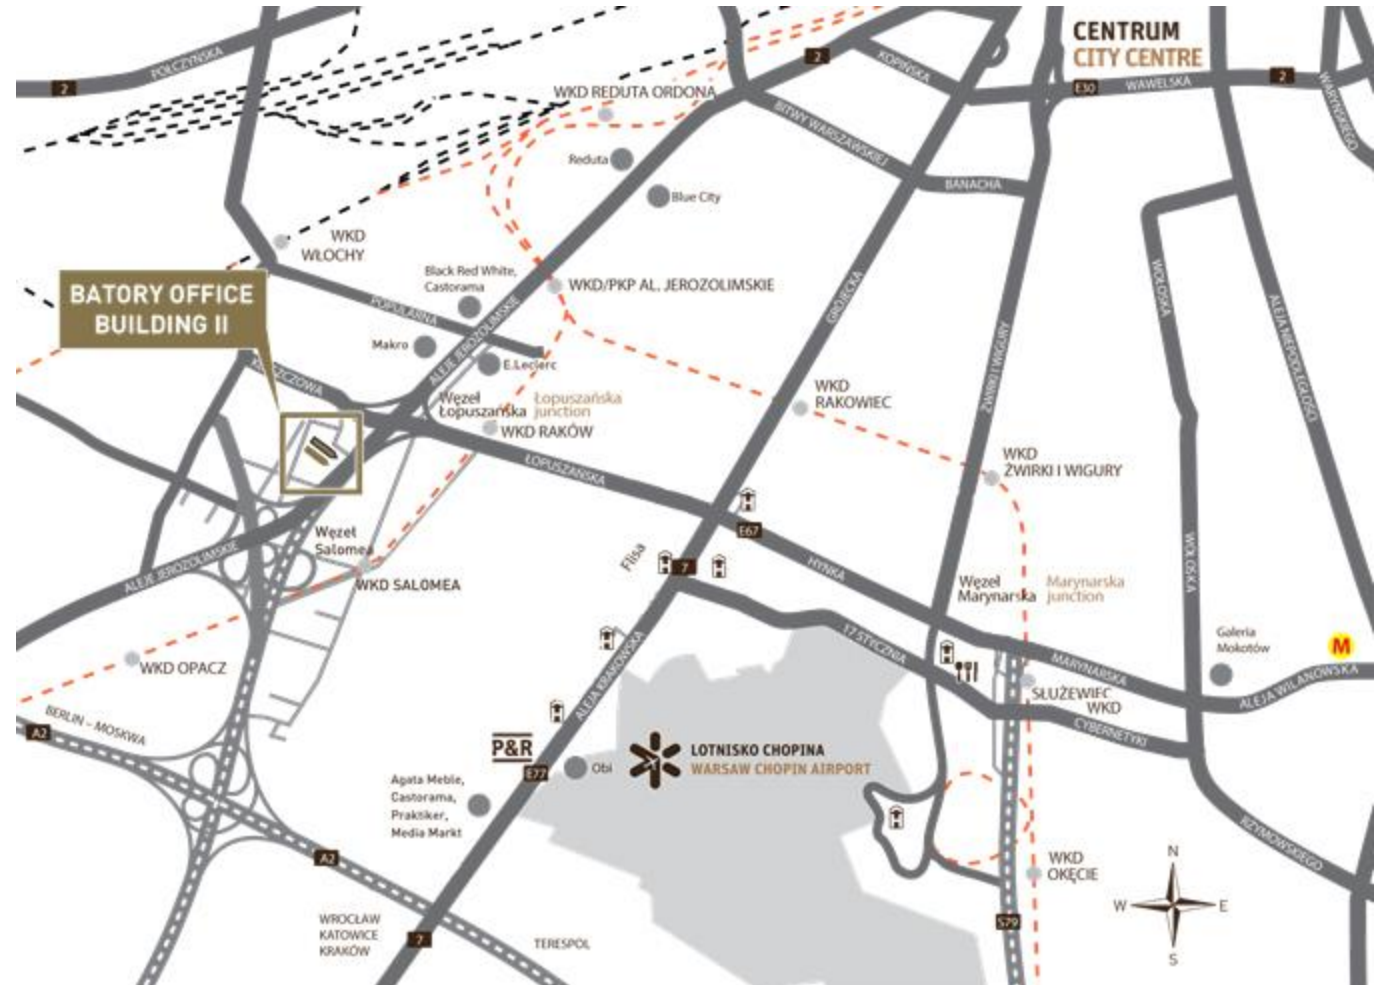 CENTRUM
CITY CENTRE
POŁCZYŃSKA
2
2
KOPIŃSKA
E30
WAWELSKA
2
WARYŃSKIEGO
WKD REDUTA ORDONA
BITWY WARSZAWSKIEJ
Reduta
BANACHA
Blue City
WKD
WŁOCHY
Black Red White,
Castorama
WKD/PKP AL. JEROZOLIMSKIE
BATORY OFFICE
BUILDING II
POPULARNA
ALEJE JEROZOLIMSKIE
GRÓJECKA
WOŁOSKA
ALEJA NIEPODLEGŁOŚCI
ŻWIRKI I WIGURY
Makro
E.Leclerc
Węzeł
Łopuszańska
Łopuszańska
junction
WKD RAKÓW
WKD
RAKOWIEC
WKD
ŻWIRKI I WIGURY
ŁOPUSZAŃSKA
E67
Węzeł
Salomea
ALEJE JEROZOLIMSKIE
WKD SALOMEA
Flisa
7
HYNKA
WOŁOSKA
Węzeł
Marynarska
Marynarska
junction
17 STYCZNIA
Galeria
Mokotów
M
WKD OPACZ
ALEJA KRAKOWSKA
MARYNARSKA
ALEJA WILANOWSKA
SŁUŻEWIEC
WKD
CYBERNETYKI
BERLIN – MOSKWA
A2
P&R
E77
Obi
LOTNISKO CHOPINA
WARSAW CHOPIN AIRPORT
Agata Meble,
Castorama,
Praktiker,
Media Markt
RZYMOWSKIEGO
A2
WKD
OKĘCIE
N
W
E
S
WROCŁAW
KATOWICE
KRAKÓW
7
TERESPOL
S79